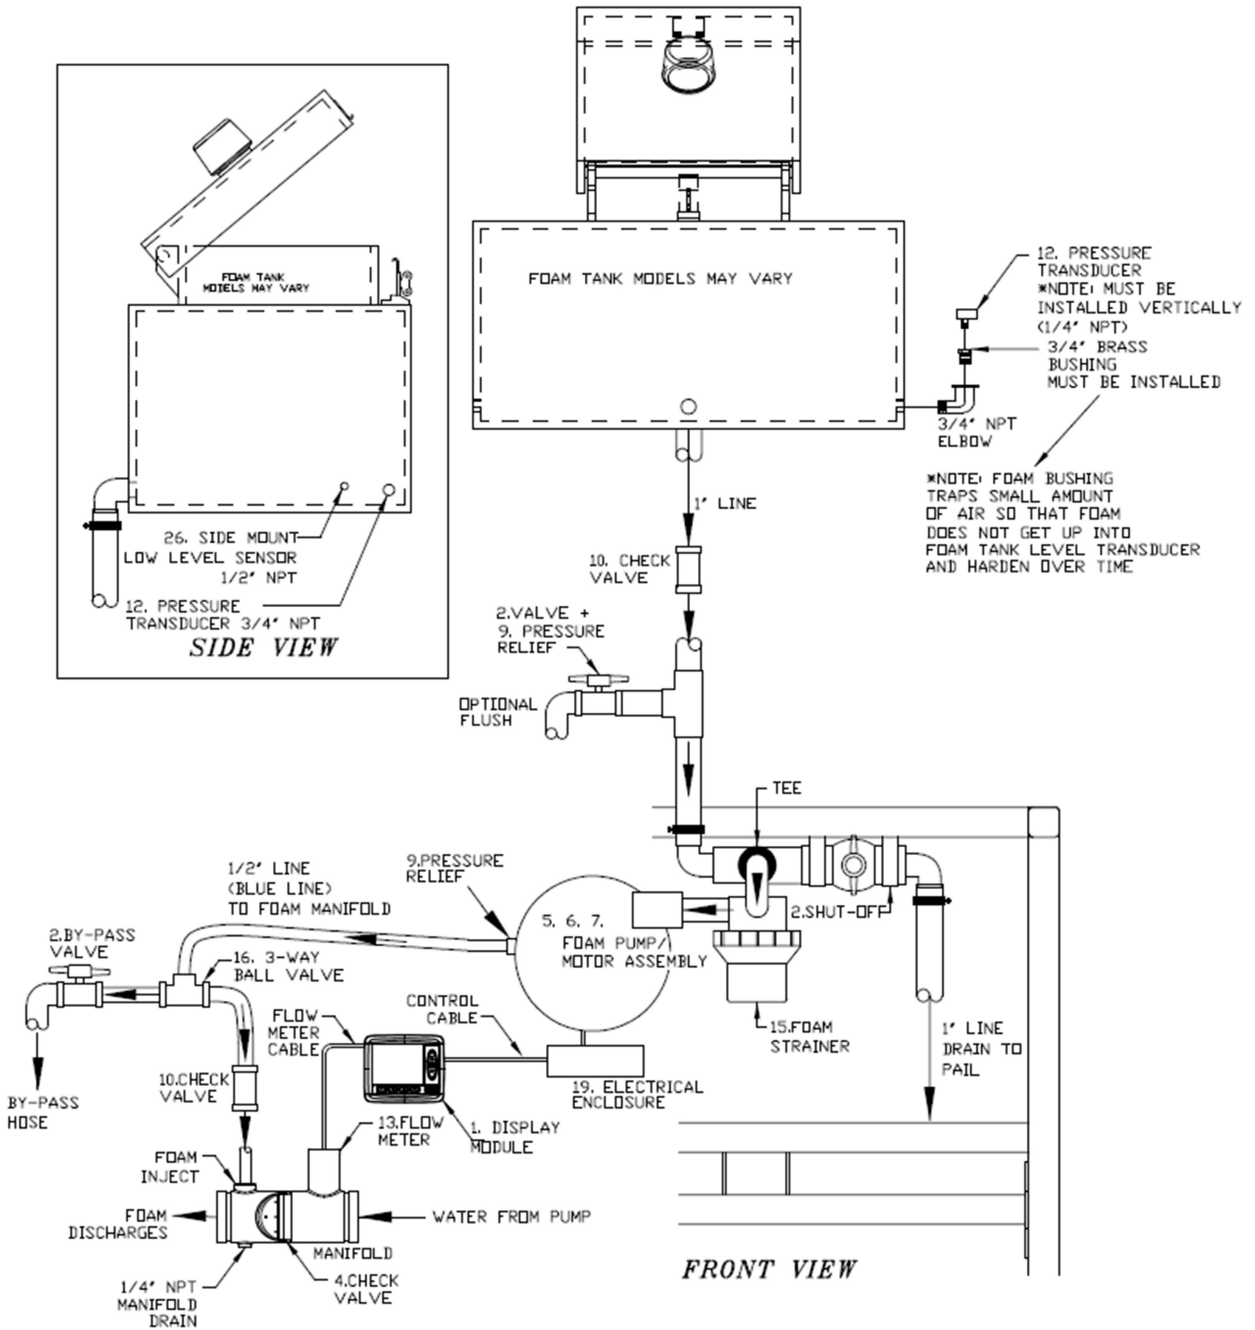 FOAM TANK
MODELS MAY VARY
26. SIDE MOUNT
LOW LEVEL SENSOR
1/2" NPT
12. PRESSURE
TRANSDUCER 3/4" NPT
SIDE VIEW
FOAM TANK MODELS MAY VARY
12. PRESSURE
TRANSDUCER
*NOTE: MUST BE
INSTALLED VERTICALLY
(1/4" NPT)
3/4" BRASS
BUSHING
MUST BE INSTALLED
3/4" NPT
ELBOW
*NOTE: FOAM BUSHING
TRAPS SMALL AMOUNT
OF AIR SO THAT FOAM
DOES NOT GET UP INTO
FOAM TANK LEVEL TRANSDUCER
AND HARDEN OVER TIME
1" LINE
10. CHECK
VALVE
2.VALVE +
9. PRESSURE
RELIEF
OPTIONAL
FLUSH
TEE
2.SHUT-OFF
9.PRESSURE
RELIEF
1/2" LINE
(BLUE LINE)
TO FOAM MANIFOLD
5, 6, 7,
FOAM PUMP/
MOTOR ASSEMBLY
2.BY-PASS
VALVE
16. 3-WAY
BALL VALVE
FLOW
METER
CABLE
CONTROL
CABLE
15.FOAM
STRAINER
1" LINE
DRAIN TO
PAIL
10.CHECK
VALVE
BY-PASS
HOSE
19. ELECTRICAL
ENCLOSURE
13.FLOW
METER
1. DISPLAY
MODULE
FOAM
INJECT
FOAM
DISCHARGES
WATER FROM PUMP
MANIFOLD
1/4" NPT
MANIFOLD
DRAIN
4.CHECK
VALVE
FRONT VIEW